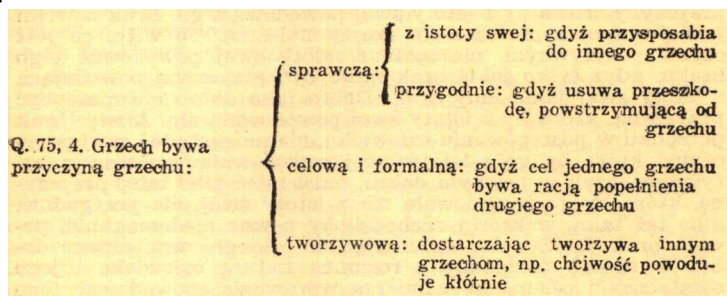 z istoty swej: gdyż przysposabia
do innego grzechu
sprawczą:
przygodnie: gdyż usuwa przeszko-
dę, powstrzymującą od
grzechu
Q. 75, 4. Grzech bywa
przyczyną grzechu:
celową i formalną: gdyż cel jednego grzechu
bywa racją popełnienia
drugiego grzechu
tworzywową: dostarczając tworzywa innym
grzechom, np. chciwość powodu-
je kłótnie